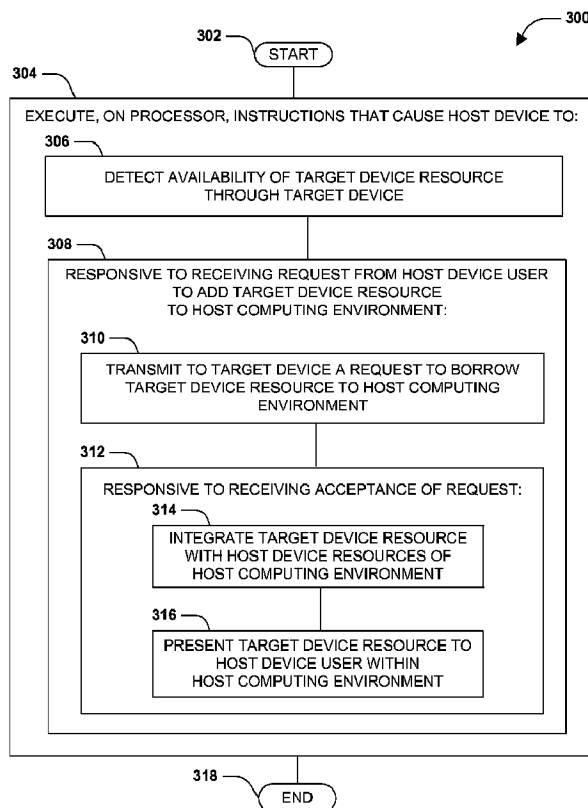 300
302
START
304
EXECUTE, ON PROCESSOR, INSTRUCTIONS THAT CAUSE HOST DEVICE TO:
306
DETECT AVAILABILITY OF TARGET DEVICE RESOURCE
THROUGH TARGET DEVICE
308
RESPONSIVE TO RECEIVING REQUEST FROM HOST DEVICE USER
TO ADD TARGET DEVICE RESOURCE
TO HOST COMPUTING ENVIRONMENT:
310
TRANSMIT TO TARGET DEVICE A REQUEST TO BORROW
TARGET DEVICE RESOURCE TO HOST COMPUTING
ENVIRONMENT
312
RESPONSIVE TO RECEIVING ACCEPTANCE OF REQUEST:
314
INTEGRATE TARGET DEVICE RESOURCE
WITH HOST DEVICE RESOURCES OF
HOST COMPUTING ENVIRONMENT
316
PRESENT TARGET DEVICE RESOURCE TO
HOST DEVICE USER WITHIN
HOST COMPUTING ENVIRONMENT
318
END